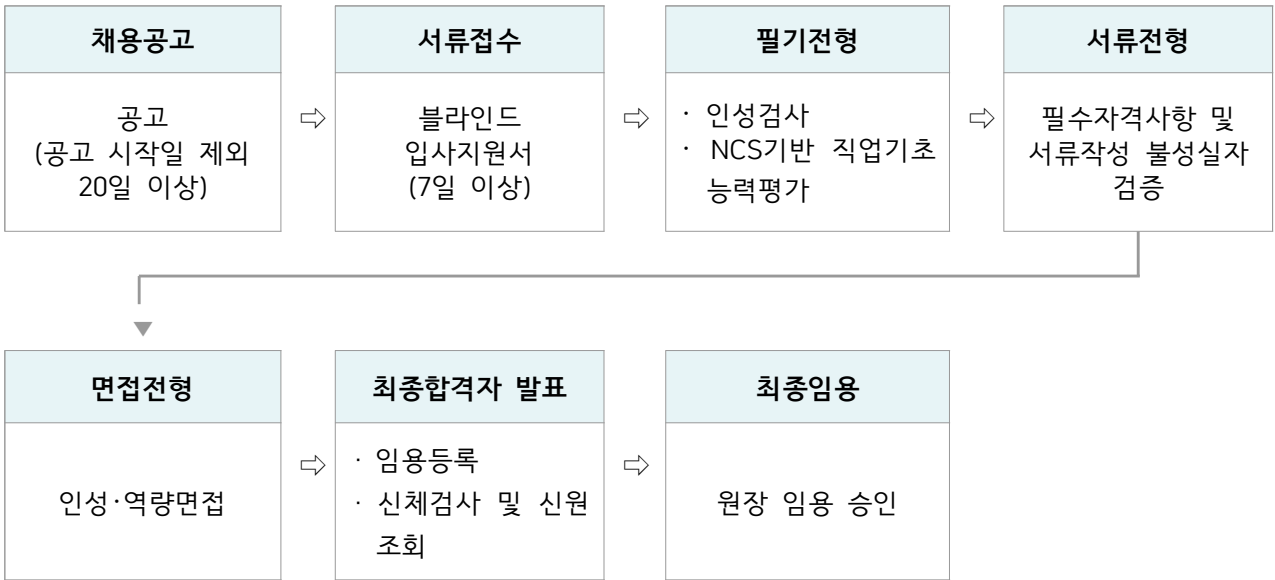 채용공고
공고
(공고 시작일 제외
20일 이상)
⇨
서류접수
블라인드
입사지원서
(7일 이상)
⇨
필기전형
· 인성검사
· NCS기반 직업기초
능력평가
⇨
서류전형
필수자격사항 및
서류작성 불성실자
검증
면접전형
인성·역량면접
⇨
최종합격자 발표
· 임용등록
· 신체검사 및 신원
조회
⇨
최종임용
원장 임용 승인